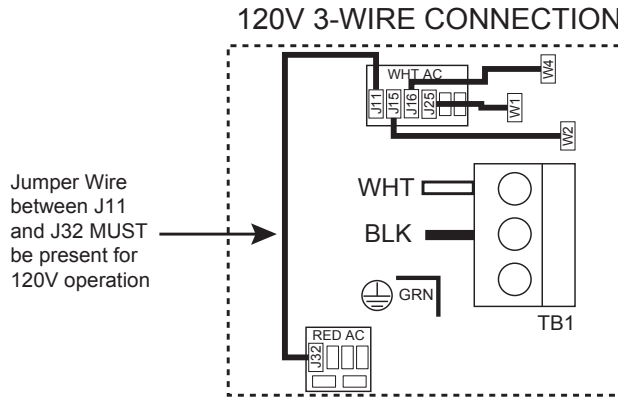 120V 3-WIRE CONNECTION
WHT AC
J11
J15
J16
J25
W4
W1
W2
Jumper Wire
between J11
and J32 MUST
be present for
120V operation
WHT
BLK
GRN
TB1
RED AC
J32